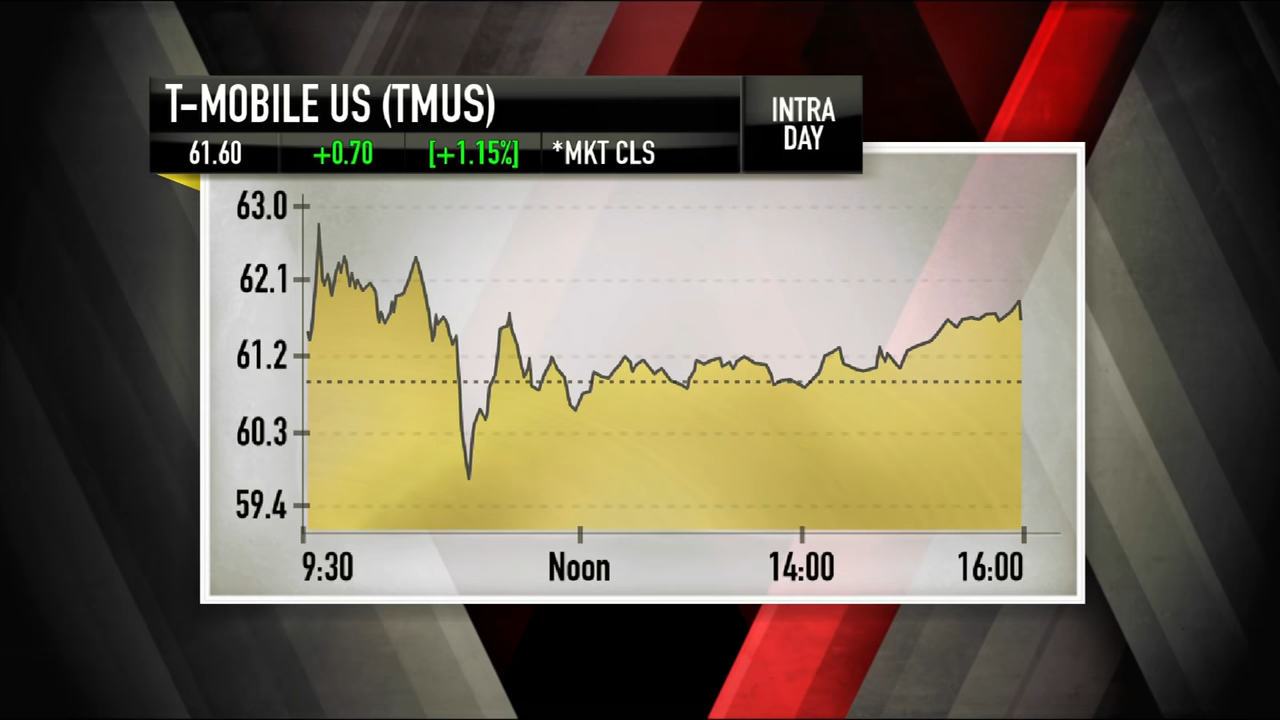 T-MOBILE US (TMUS)
61.60 +0.70 [+1.15%] *MKT CLS
INTRA
DAY
63.0
62.1
61.2
60.3
59.4
9:30 Noon 14:00 16:00